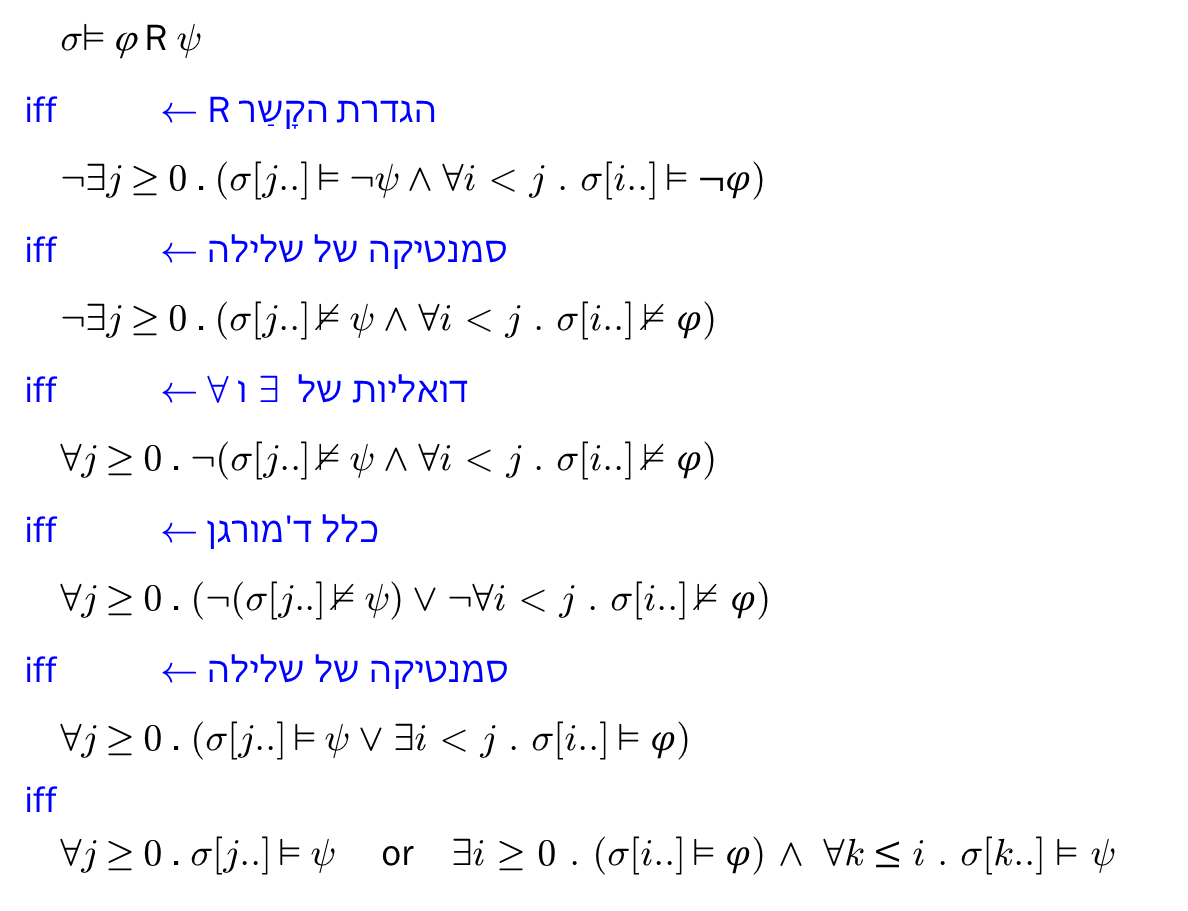 σ⊨ φ R ψ
iff ← הגדרת הקָשַר R
¬∃j ≥ 0 . (σ[j..] ⊨ ¬ψ ∧ ∀i < j . σ[i..] ⊨ ¬φ)
iff ← סמנטיקה של שלילה
¬∃j ≥ 0 . (σ[j..] ⊭ ψ ∧ ∀i < j . σ[i..] ⊭ φ)
iff ← דואליות של ∃ ו ∀
∀j ≥ 0 . ¬(σ[j..] ⊭ ψ ∧ ∀i < j . σ[i..] ⊭ φ)
iff ← כלל ד'מורגן
∀j ≥ 0 . (¬(σ[j..] ⊭ ψ) ∨ ¬∀i < j . σ[i..] ⊭ φ)
iff ← סמנטיקה של שלילה
∀j ≥ 0 . (σ[j..] ⊨ ψ ∨ ∃i < j . σ[i..] ⊨ φ)
iff
∀j ≥ 0 . σ[j..] ⊨ ψ or ∃i ≥ 0 . (σ[i..] ⊨ φ) ∧ ∀k ≤ i . σ[k..] ⊨ ψ